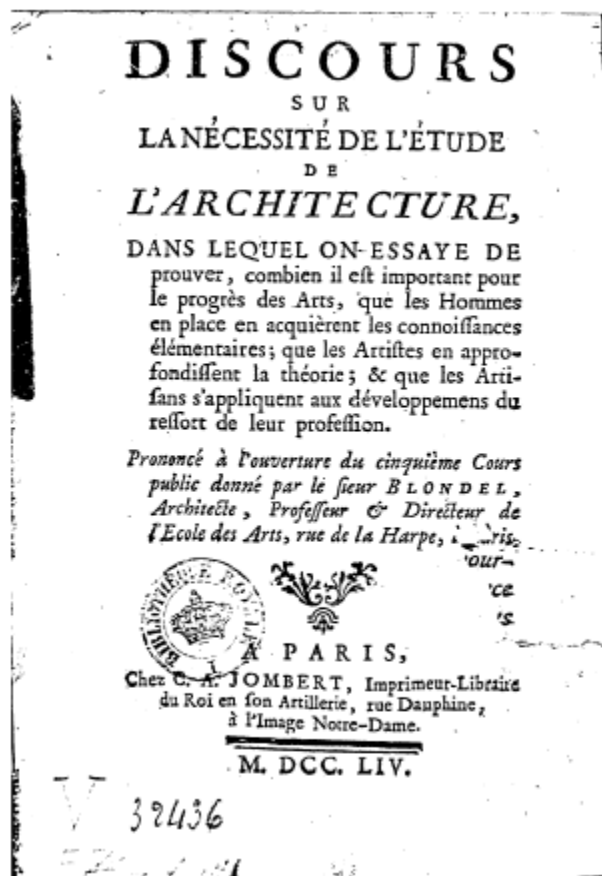 DISCOURS
SUR
LA NÉCESSITÉ DE L'ÉTUDE
DE
L'ARCHITECTURE,
DANS LEQUEL ON ESSAYE DE
prouver, combien il eſt important pour
le progrès des Arts, que les Hommes
en place en acquièrent les connoiſſances
élémentaires; que les Artiſtes en appro-
fondiſſent la théorie; & que les Arti-
ſans s'appliquent aux développemens du
reſſort de leur profeſſion.
Prononcé à l'ouverture du cinquième Cours
public donné par le ſieur BLONDEL,
Architecte, Profeſſeur & Directeur de
l'Ecole des Arts, rue de la Harpe,
BIBLIOTHÈQUE ROYALE
A PARIS,
Chez C. A. JOMBERT, Imprimeur-Libraire
du Roi en ſon Artillerie, rue Dauphine,
à l'Image Notre-Dame.
M. DCC. LIV.
V
32436